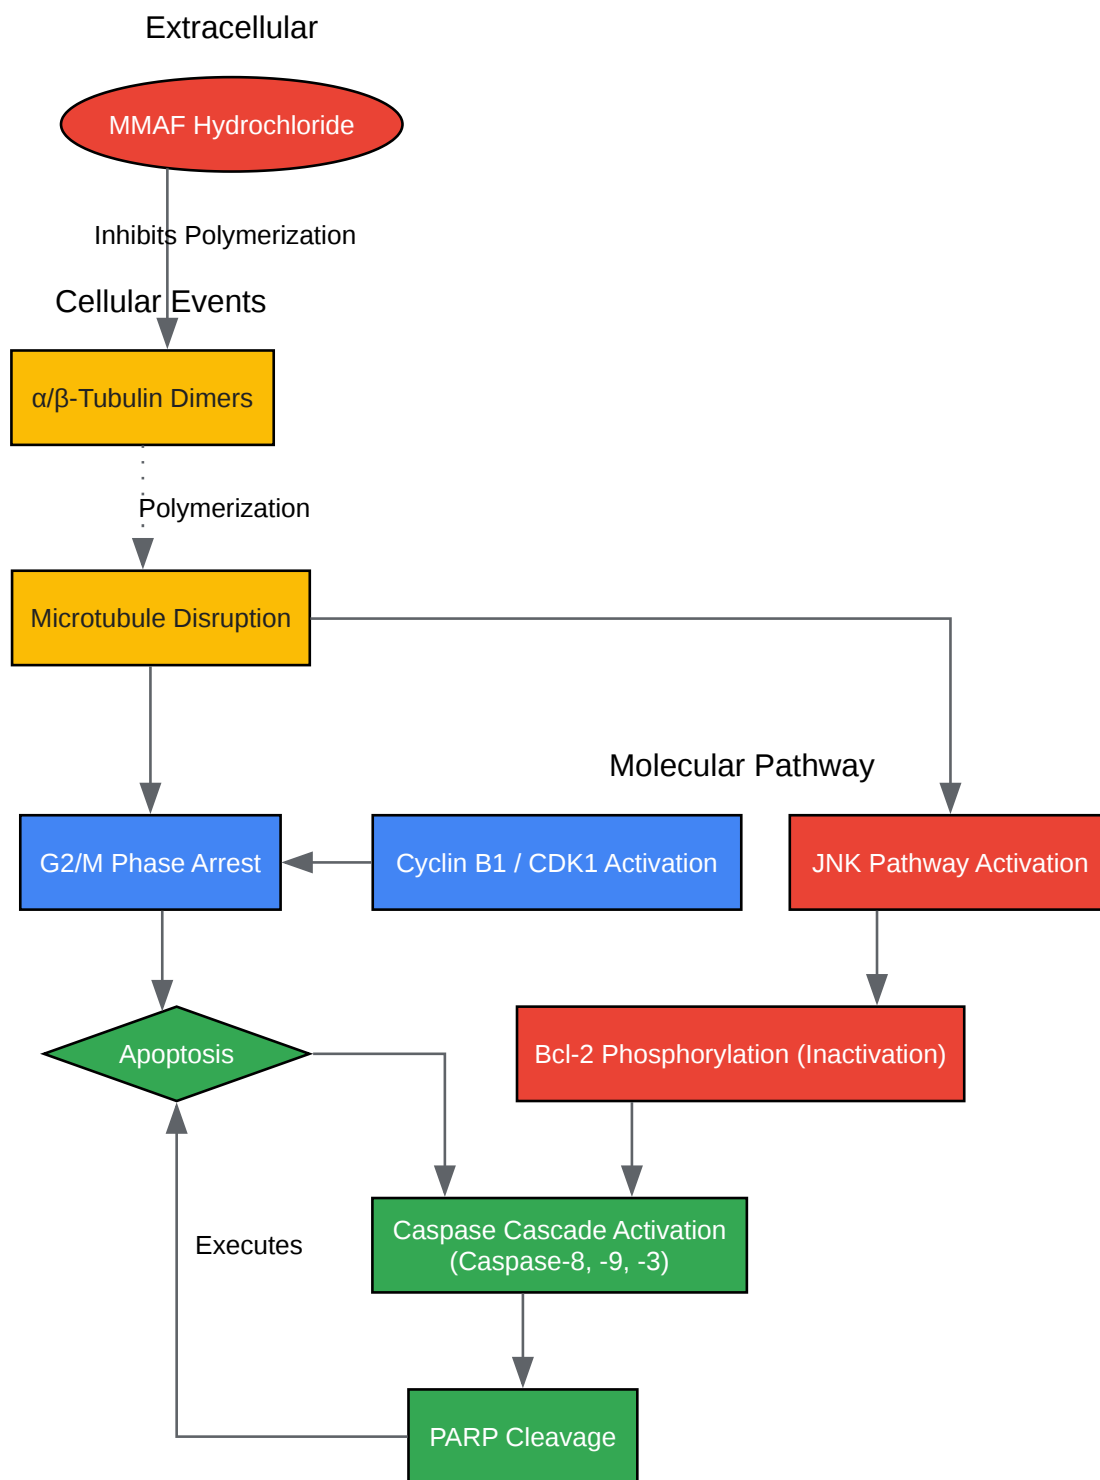 Extracellular
MMAF Hydrochloride
Inhibits Polymerization
Cellular Events
α/β-Tubulin Dimers
Polymerization
Microtubule Disruption
Molecular Pathway
G2/M Phase Arrest
Cyclin B1 / CDK1 Activation
JNK Pathway Activation
Apoptosis
Bcl-2 Phosphorylation (Inactivation)
Caspase Cascade Activation
(Caspase-8, -9, -3)
Executes
PARP Cleavage